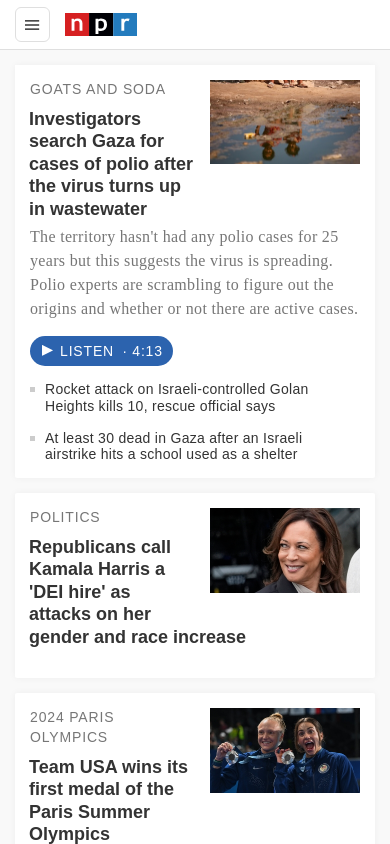 npr
GOATS AND SODA
Investigators
search Gaza for
cases of polio after
the virus turns up
in wastewater
The territory hasn't had any polio cases for 25
years but this suggests the virus is spreading.
Polio experts are scrambling to figure out the
origins and whether or not there are active cases.
LISTEN · 4:13
Rocket attack on Israeli-controlled Golan
Heights kills 10, rescue official says
At least 30 dead in Gaza after an Israeli
airstrike hits a school used as a shelter
POLITICS
Republicans call
Kamala Harris a
'DEI hire' as
attacks on her
gender and race increase
2024 PARIS
OLYMPICS
Team USA wins its
first medal of the
Paris Summer
Olympics